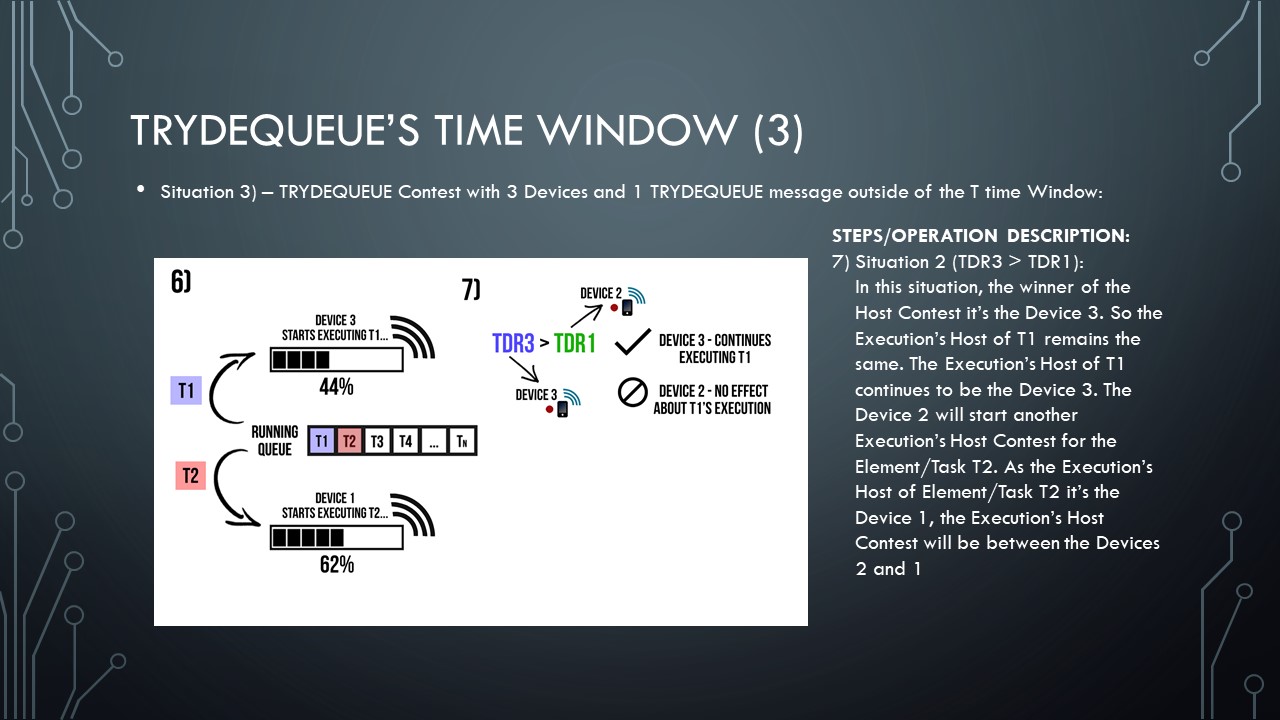 TRYDEQUEUE’S TIME WINDOW (3)
• Situation 3) – TRYDEQUEUE Contest with 3 Devices and 1 TRYDEQUEUE message outside of the T time Window:
6)
DEVICE 3
STARTS EXECUTING T1...
44%
T1
RUNNING
QUEUE
T1 T2 T3 T4 ... TN
T2
DEVICE 1
STARTS EXECUTING T2...
62%
7)
DEVICE 2
TDR3 > TDR1
DEVICE 3
DEVICE 3 - CONTINUES
EXECUTING T1
DEVICE 2 - NO EFFECT
ABOUT T1'S EXECUTION
STEPS/OPERATION DESCRIPTION:
7) Situation 2 (TDR3 > TDR1):
In this situation, the winner of the
Host Contest it’s the Device 3. So the
Execution’s Host of T1 remains the
same. The Execution’s Host of T1
continues to be the Device 3. The
Device 2 will start another
Execution’s Host Contest for the
Element/Task T2. As the Execution’s
Host of Element/Task T2 it’s the
Device 1, the Execution’s Host
Contest will be between the Devices
2 and 1